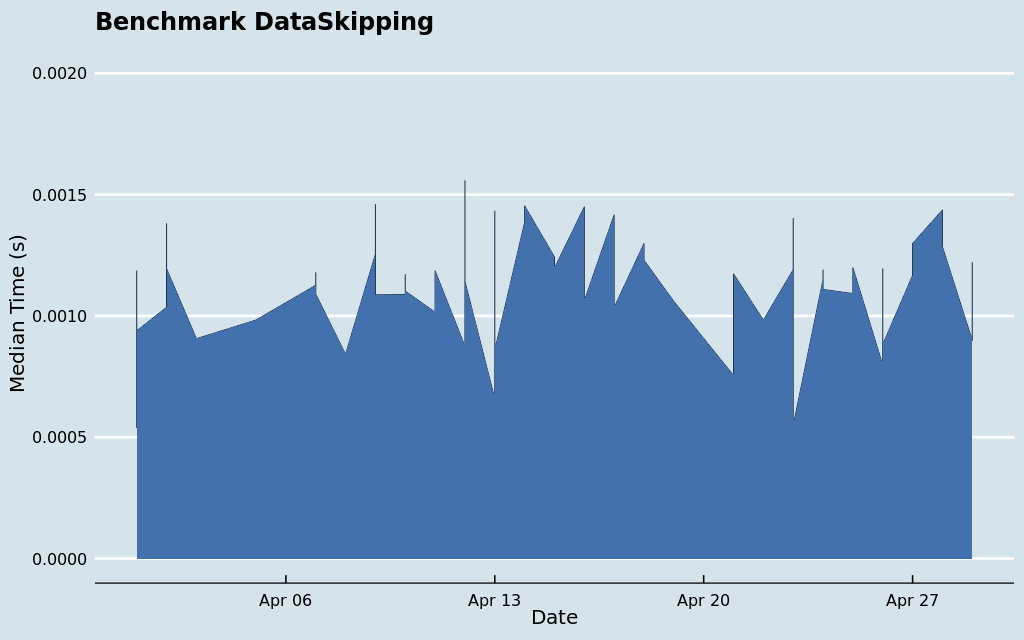 Benchmark DataSkipping
0.0020
0.0015
0.0010
0.0005
0.0000
Median Time (s)
Apr 06
Apr 13
Apr 20
Apr 27
Date